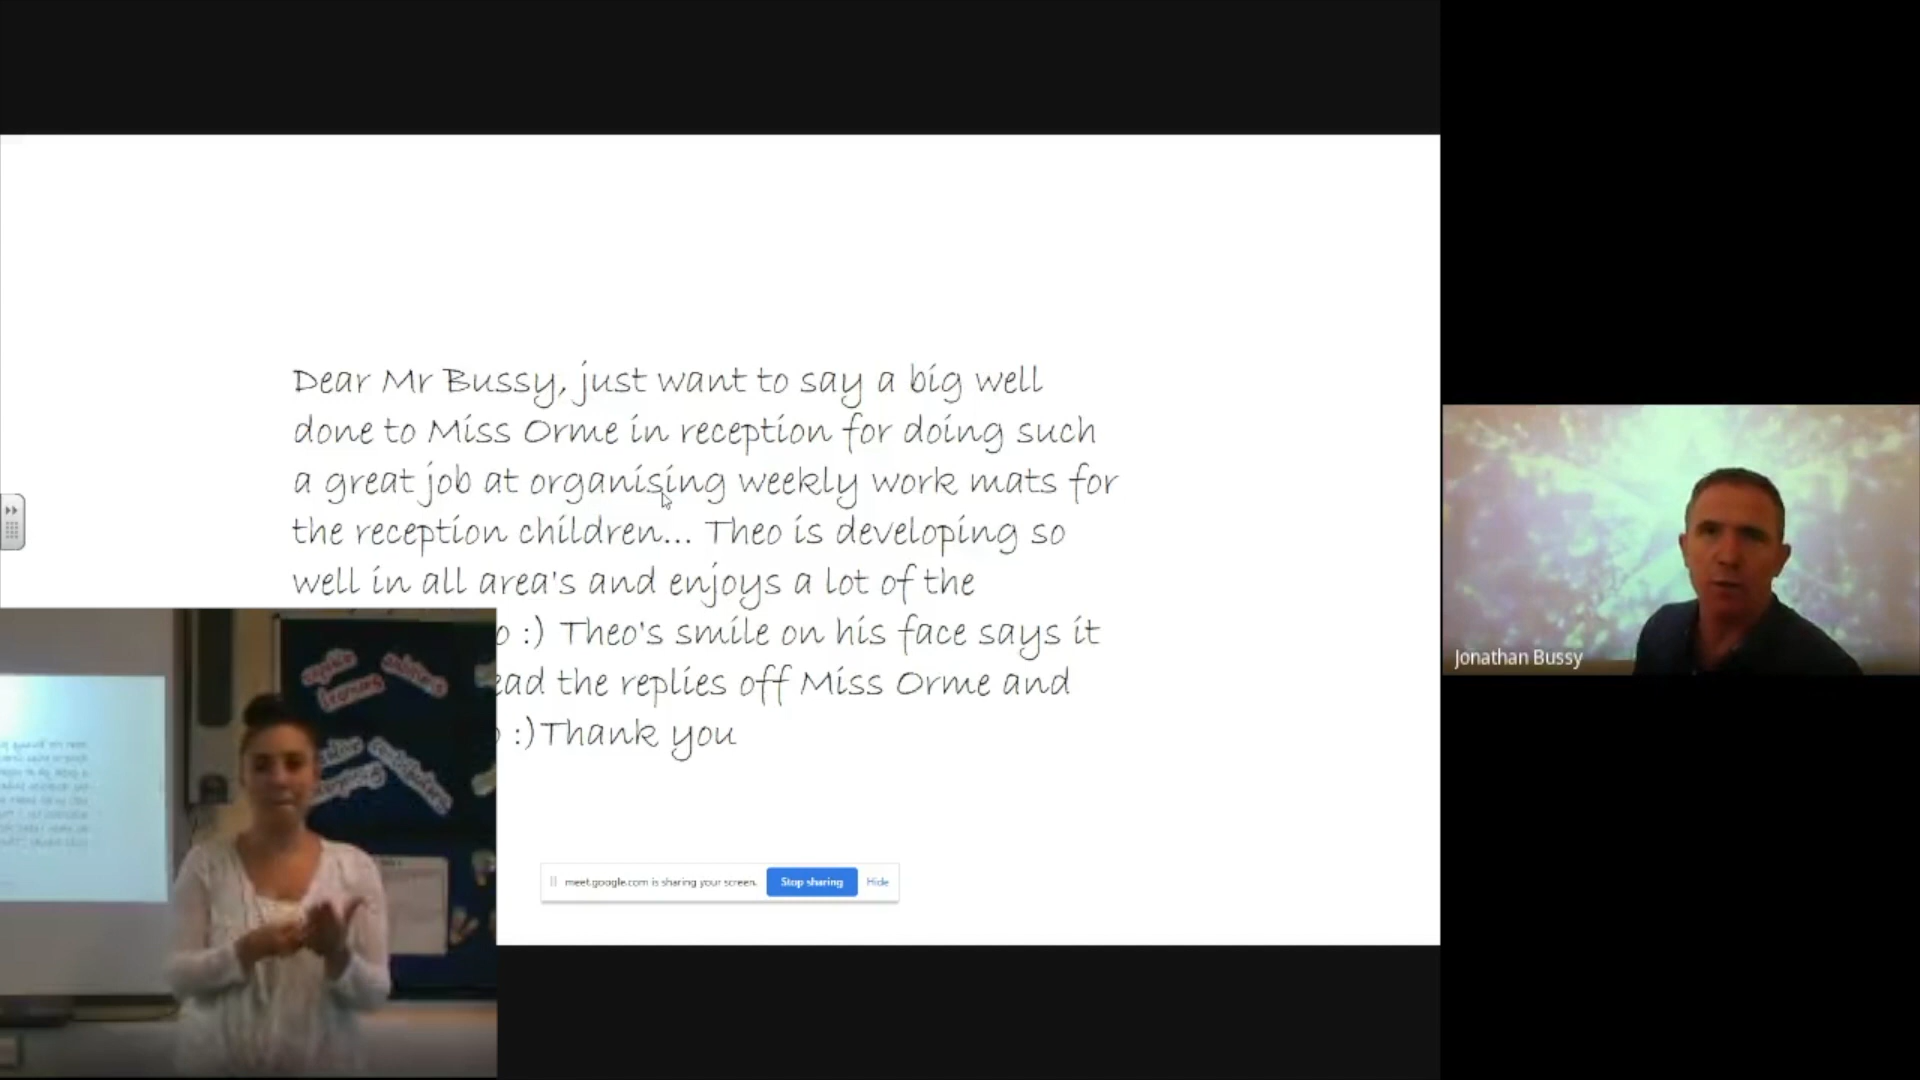 Dear Mr Bussy, just want to say a big well
done to Miss Orme in reception for doing such
a great job at organising weekly work mats for
the reception children... Theo is developing so
well in all area's and enjoys a lot of the
:) Theo's smile on his face says it
the replies off Miss Orme and
:)Thank you
meet.google.com is sharing your screen. Stop sharing Hide
Jonathan Bussy